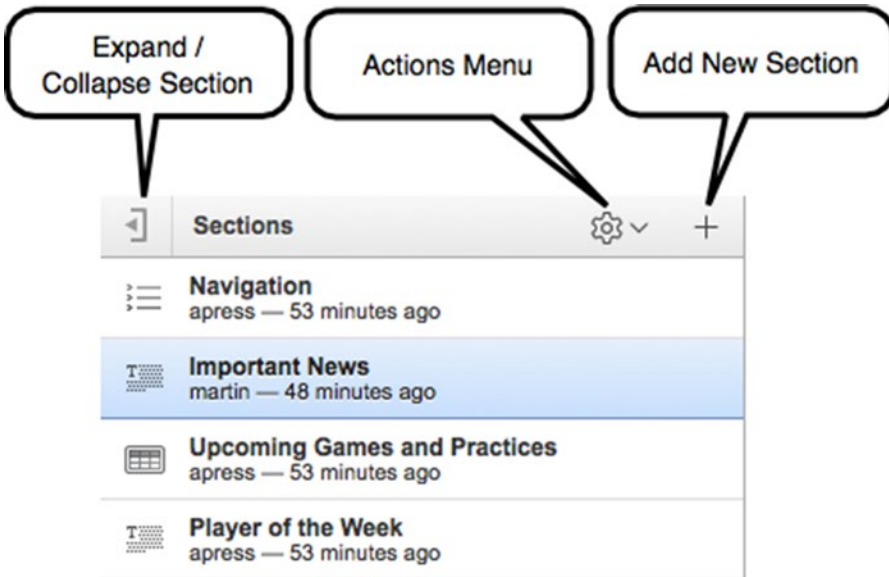 Expand /
Collapse Section
Actions Menu
Add New Section
Sections
Navigation
apress — 53 minutes ago
Important News
martin — 48 minutes ago
Upcoming Games and Practices
apress — 53 minutes ago
Player of the Week
apress — 53 minutes ago